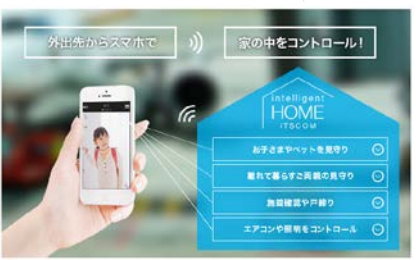 外出先からスマホで
家の中をコントロール！
intelligent
HOME
ITSCOM
お子さまやペットを見守り
離れて暮らすご両親の見守り
施錠確認や戸締り
エアコンや照明をコントロール